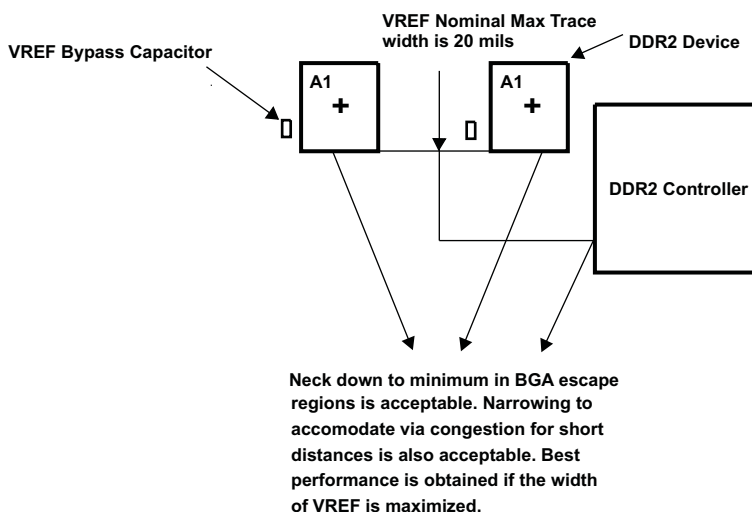 VREF Nominal Max Trace
width is 20 mils
DDR2 Device
VREF Bypass Capacitor
A1
+
A1
+
DDR2 Controller
Neck down to minimum in BGA escape
regions is acceptable. Narrowing to
accomodate via congestion for short
distances is also acceptable. Best
performance is obtained if the width
of VREF is maximized.